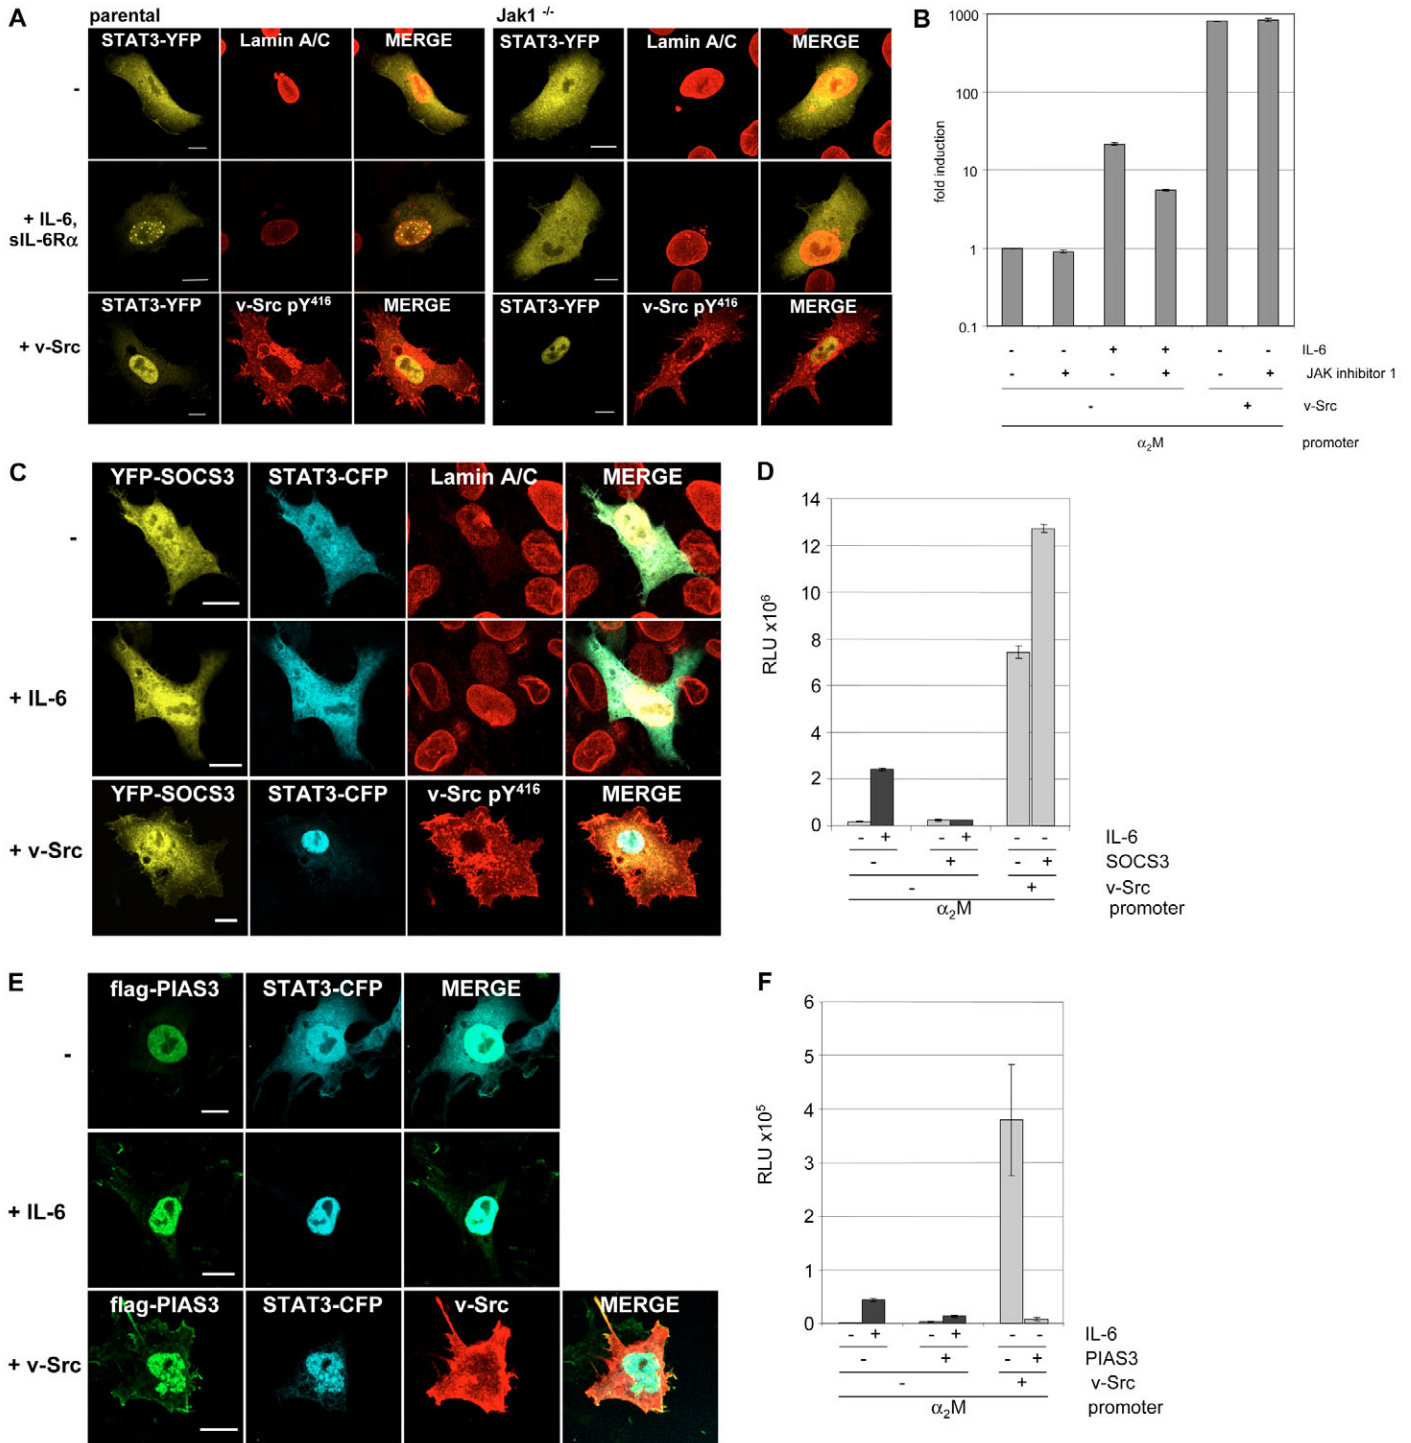 A
parental
Jak1 -/-
STAT3-YFP Lamin A/C MERGE STAT3-YFP Lamin A/C MERGE
-
+ IL-6,
sIL-6Rα
STAT3-YFP v-Src pY416 MERGE STAT3-YFP v-Src pY416 MERGE
+ v-Src
B
1000
100
10
1
0.1
fold induction
- - + + - - IL-6
- + - + - + JAK inhibitor 1
- + v-Src
α2M promoter
C
YFP-SOCS3 STAT3-CFP Lamin A/C MERGE
-
+ IL-6
YFP-SOCS3 STAT3-CFP v-Src pY416 MERGE
+ v-Src
D
14
12
10
8
6
4
2
0
RLU x106
- + - + - - IL-6
- + - + SOCS3
- + v-Src
α2M promoter
E
flag-PIAS3 STAT3-CFP MERGE
-
+ IL-6
flag-PIAS3 STAT3-CFP v-Src MERGE
+ v-Src
F
6
5
4
3
2
1
0
RLU x105
- + - + - - IL-6
- + - + PIAS3
- + v-Src
α2M promoter